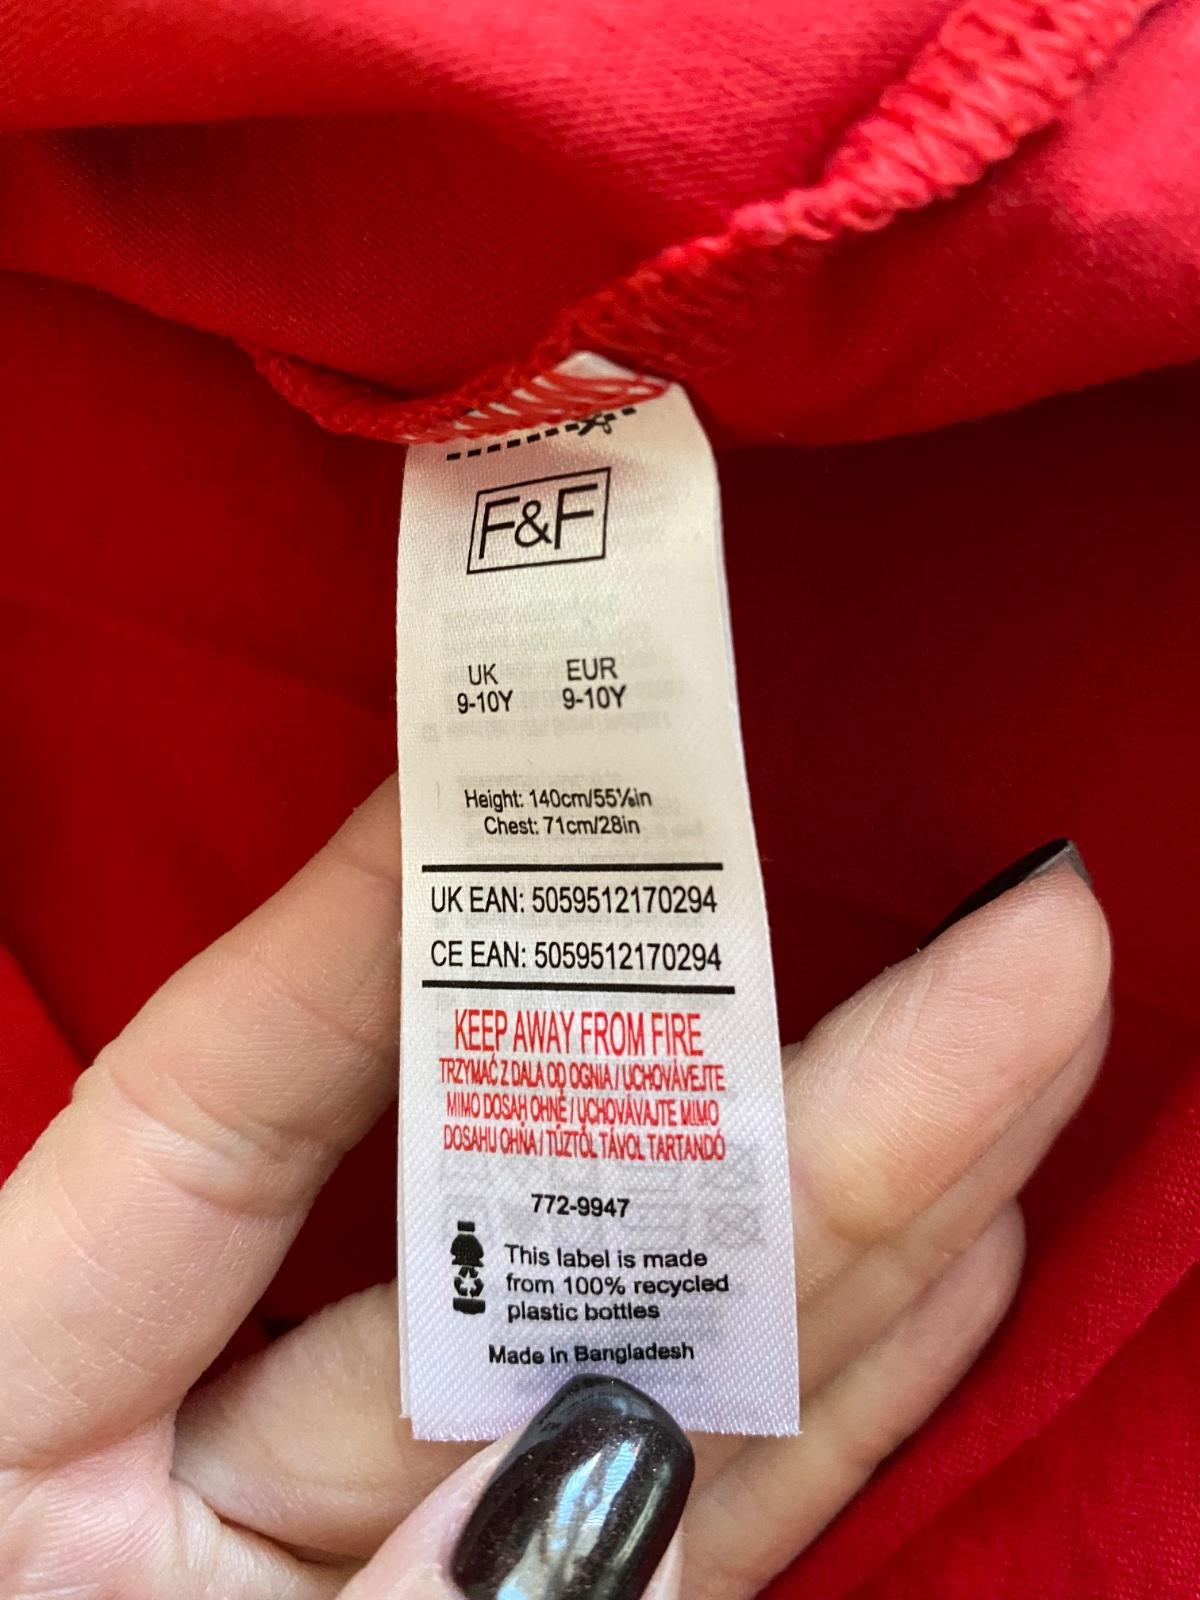 F&F
UK EUR
9-10Y 9-10Y
Height: 140cm/55⅛in
Chest: 71cm/28in
UK EAN: 5059512170294
CE EAN: 5059512170294
KEEP AWAY FROM FIRE
TRZYMAĆ Z DALA OD OGNIA / UCHOVÁVEJTE
MIMO DOSAH OHNĚ / UCHOVÁVAJTE MIMO
DOSAHU OHŇA / TŰZTŐL TÁVOL TARTANDÓ
772-9947
This label is made
from 100% recycled
plastic bottles
Made in Bangladesh